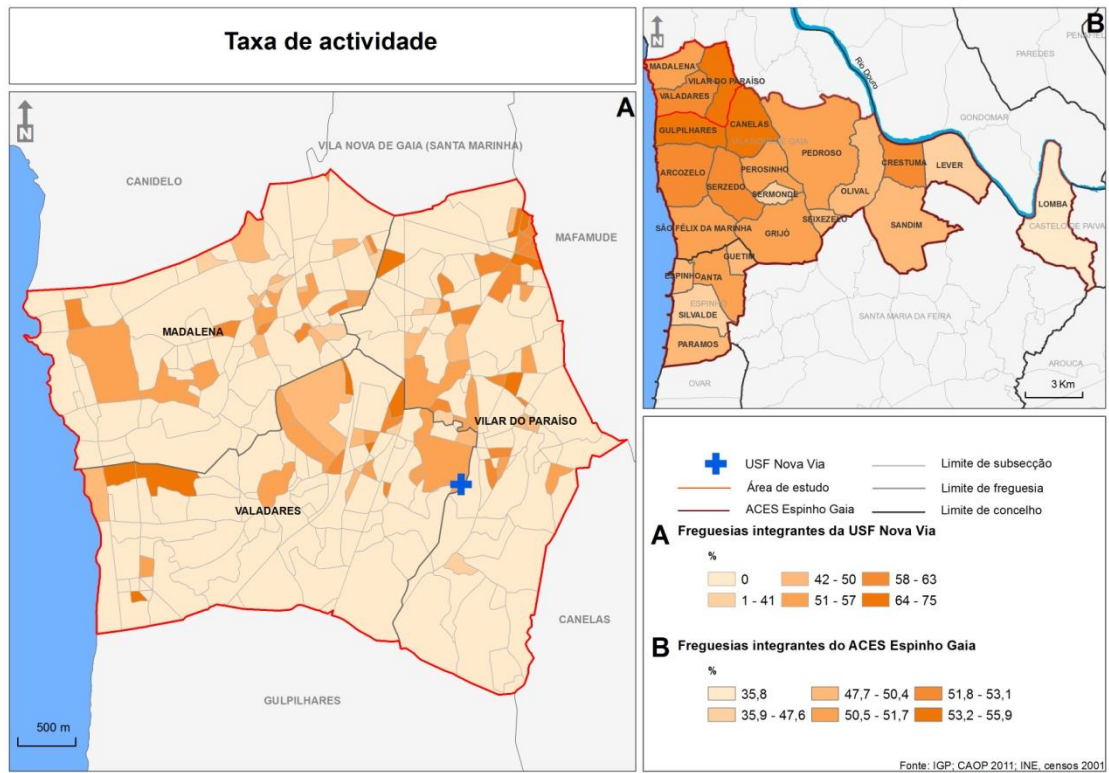 Taxa de actividade
N
A
VILA NOVA DE GAIA (SANTA MARINHA)
CANIDELO
MAFAMUDE
MADALENA
VILAR DO PARAÍSO
VALADARES
CANELAS
GULPILHARES
500 m
N
B
PENAFIEL
PAREDES
Rio Douro
MADALENA
VILAR DO PARAÍSO
VALADARES
GONDOMAR
CANELAS
GULPILHARES
PEDROSO
LEVER
CRESTUMA
PEROSINHO
ARCOZELO
SERZEDO
SERMONDE
OLIVAL
LOMBA
SEIXEZELO
SANDIM
CASTELO DE PAIVA
SÃO FÉLIX DA MARINHA
GRIJÓ
GUETIM
ESPINHO
ANTA
ESPINHO
SILVALDE
SANTA MARIA DA FEIRA
PARAMOS
AROUCA
OVAR
3 Km
USF Nova Via
Limite de subsecção
Área de estudo
Limite de freguesia
ACES Espinho Gaia
Limite de concelho
A Freguesias integrantes da USF Nova Via
%
0
42 - 50
58 - 63
1 - 41
51 - 57
64 - 75
B Freguesias integrantes do ACES Espinho Gaia
%
35,8
47,7 - 50,4
51,8 - 53,1
35,9 - 47,6
50,5 - 51,7
53,2 - 55,9
Fonte: IGP; CAOP 2011; INE, censos 2001